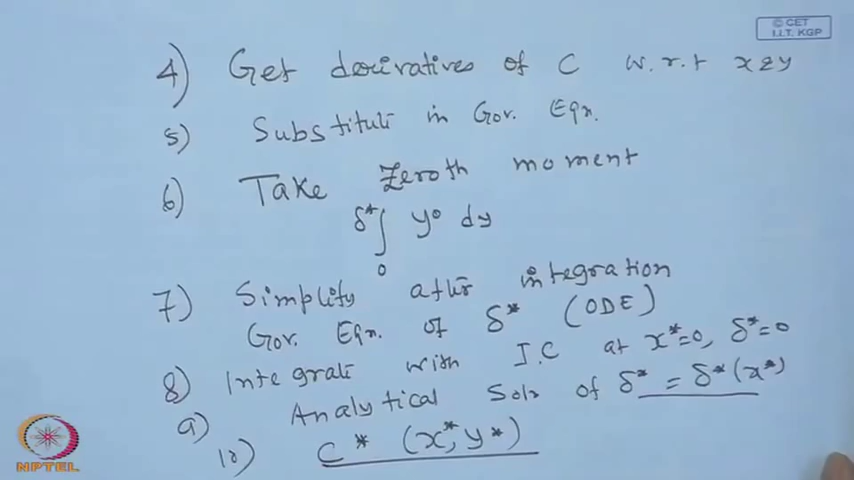 © CET
I.I.T. KGP
4) Get derivatives of C w.r.t x & y
5) Substitute in Gov. Eqn.
6) Take Zeroth moment
δ*
∫ y⁰ dy
0
7) Simplify after integration
Gov. Eqn. of δ* (ODE)
8) Integrate with I.C at x*=0, δ*=0
9) Analytical Soln of δ* = δ*(x*)
10) C* (x*, y*)
NPTEL